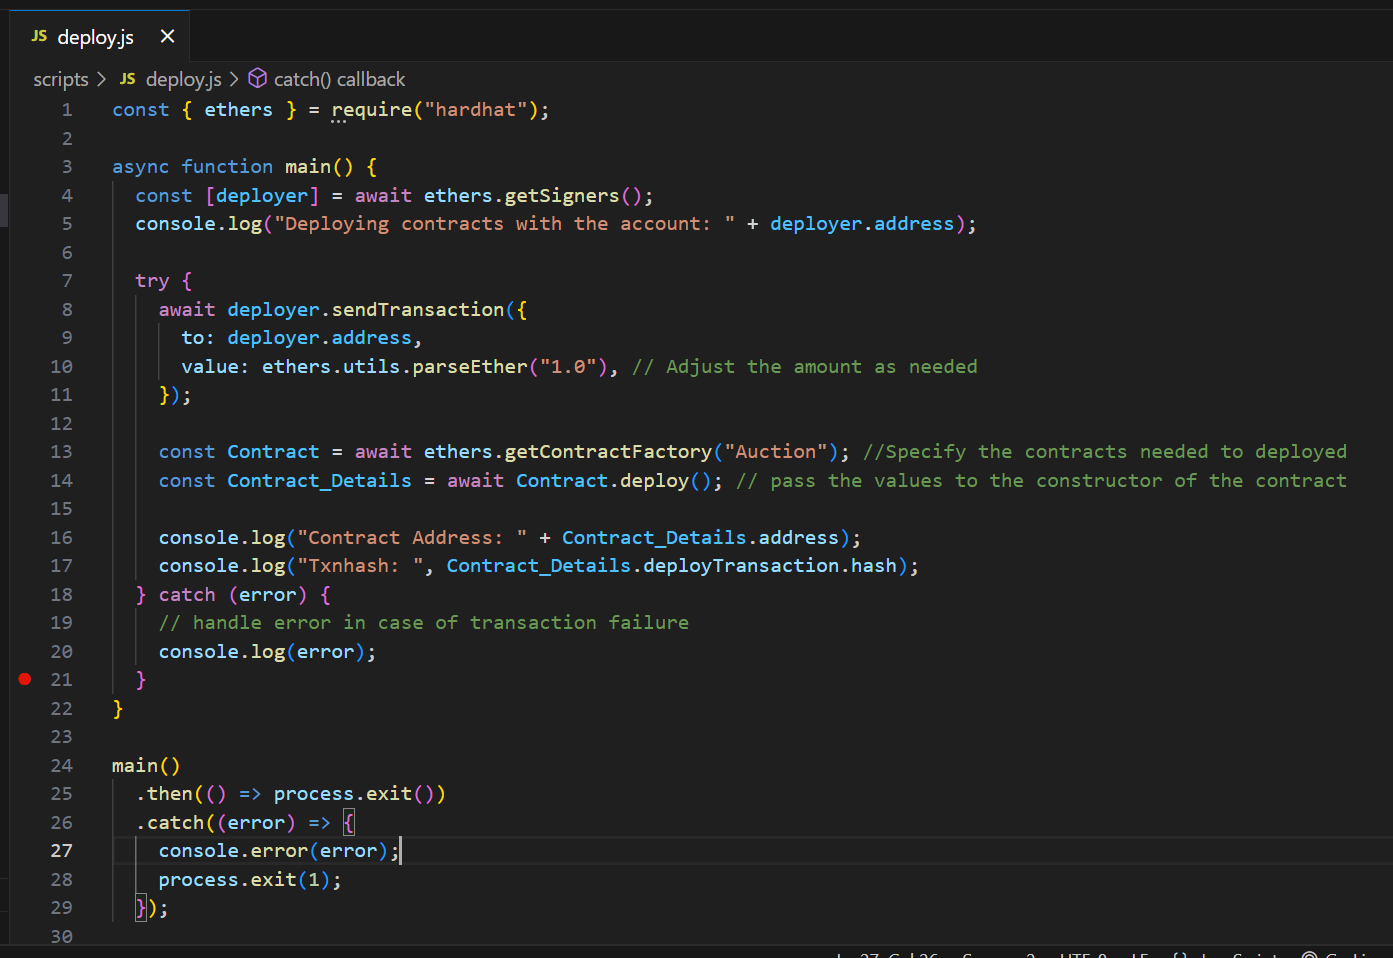 JS deploy.js ×
scripts > JS deploy.js > catch() callback
1 const { ethers } = require("hardhat");
2
3 async function main() {
4 const [deployer] = await ethers.getSigners();
5 console.log("Deploying contracts with the account: " + deployer.address);
6
7 try {
8 await deployer.sendTransaction({
9 to: deployer.address,
10 value: ethers.utils.parseEther("1.0"), // Adjust the amount as needed
11 });
12
13 const Contract = await ethers.getContractFactory("Auction"); //Specify the contracts needed to deployed
14 const Contract_Details = await Contract.deploy(); // pass the values to the constructor of the contract
15
16 console.log("Contract Address: " + Contract_Details.address);
17 console.log("Txnhash: ", Contract_Details.deployTransaction.hash);
18 } catch (error) {
19 // handle error in case of transaction failure
20 console.log(error);
21 }
22 }
23
24 main()
25 .then(() => process.exit())
26 .catch((error) => {
27 console.error(error);
28 process.exit(1);
29 });
30